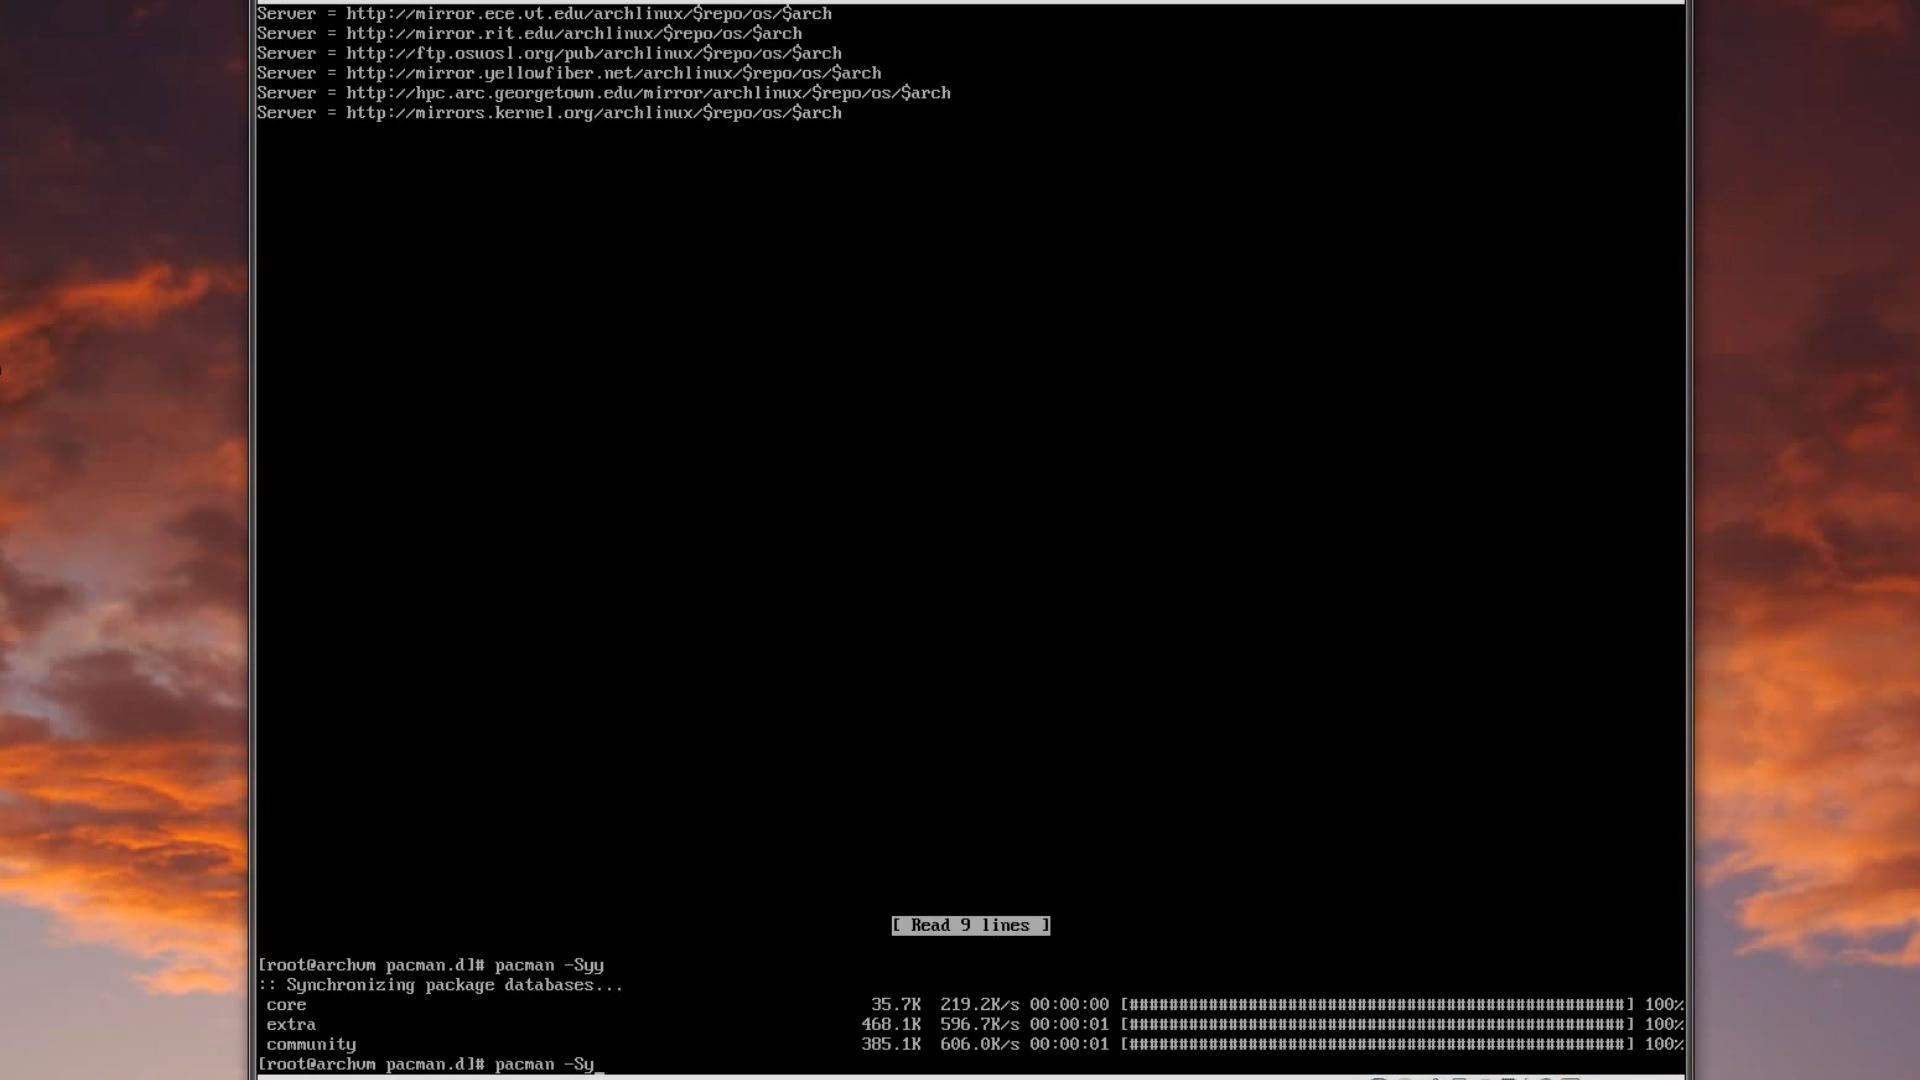 Server = http://mirror.ece.vt.edu/archlinux/$repo/os/$arch
Server = http://mirror.rit.edu/archlinux/$repo/os/$arch
Server = http://ftp.osuosl.org/pub/archlinux/$repo/os/$arch
Server = http://mirror.yellowfiber.net/archlinux/$repo/os/$arch
Server = http://hpc.arc.georgetown.edu/mirror/archlinux/$repo/os/$arch
Server = http://mirrors.kernel.org/archlinux/$repo/os/$arch
[ Read 9 lines ]
[root@archvm pacman.d]# pacman -Syy
:: Synchronizing package databases...
core 35.7K 219.2K/s 00:00:00 [##################################################] 100%
extra 468.1K 596.7K/s 00:00:01 [##################################################] 100%
community 385.1K 606.0K/s 00:00:01 [##################################################] 100%
[root@archvm pacman.d]# pacman -Sy_